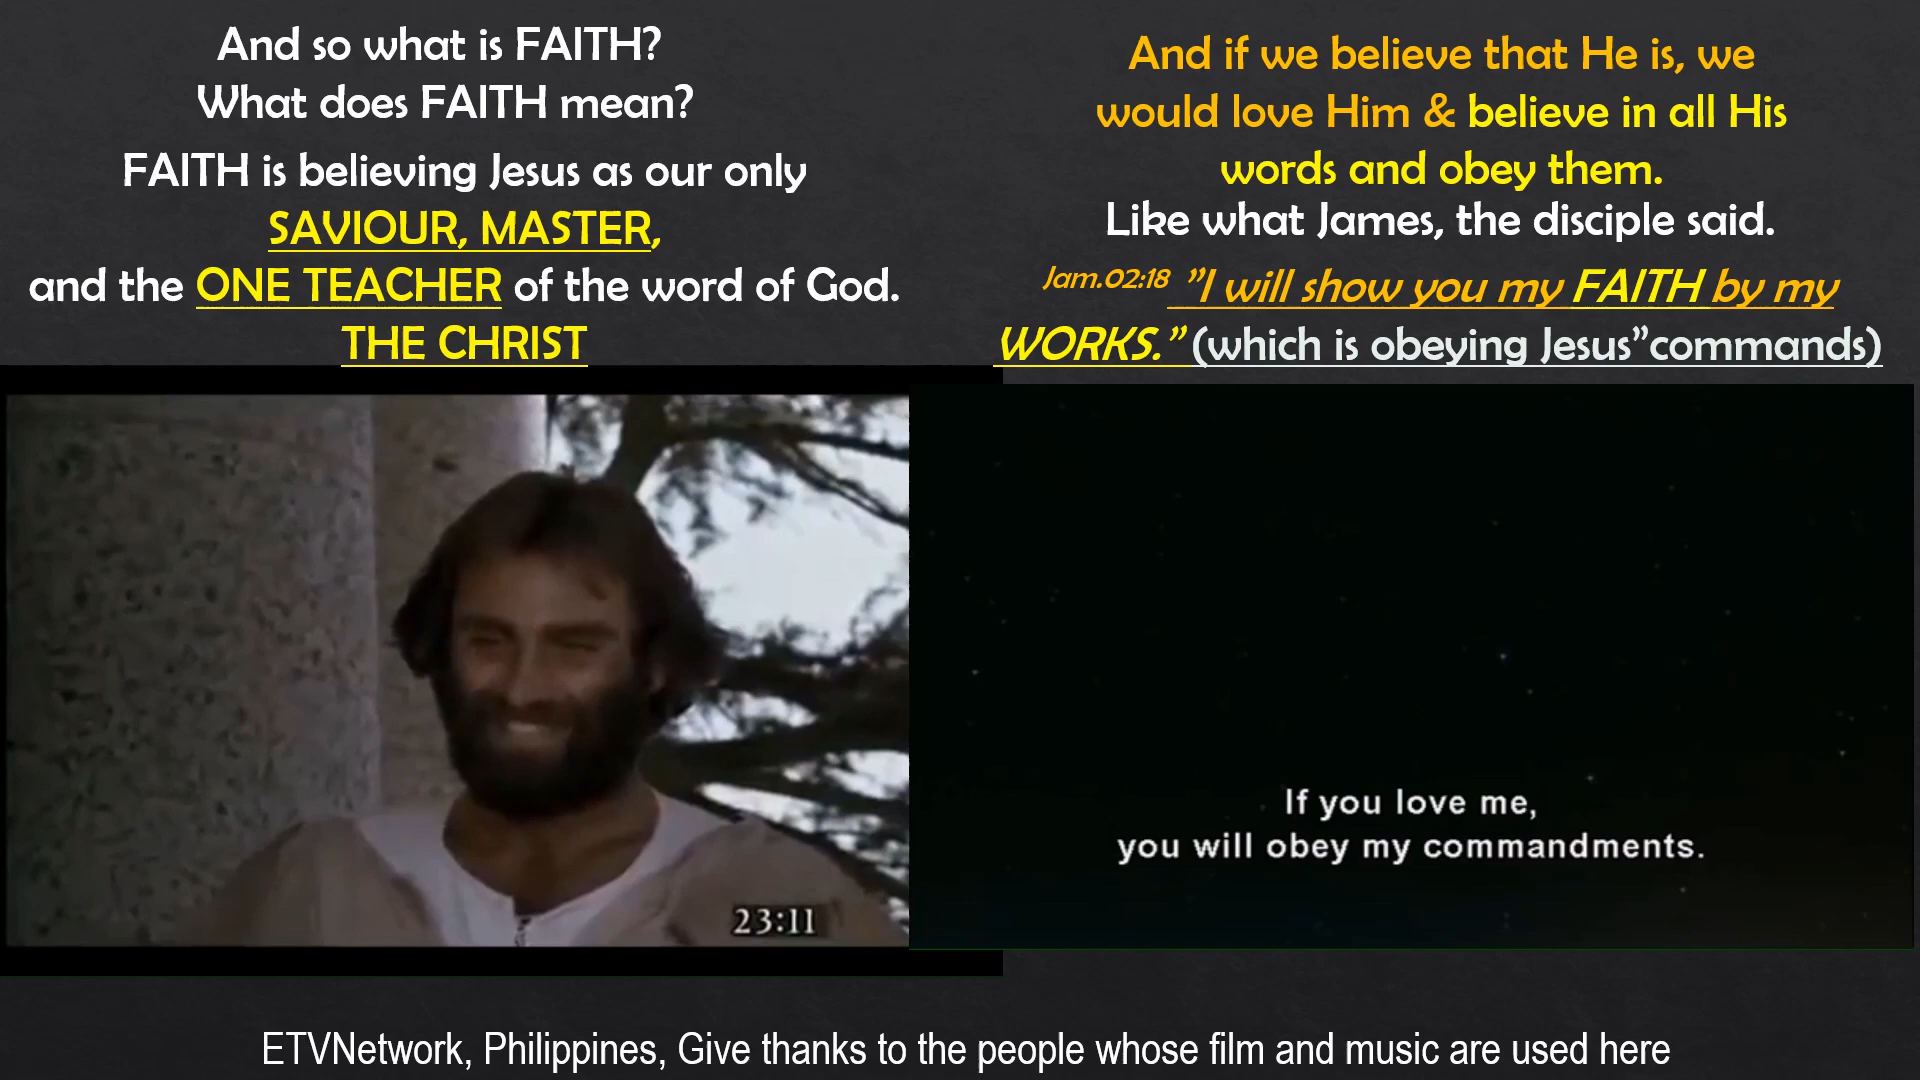 And so what is FAITH?
What does FAITH mean?
FAITH is believing Jesus as our only
SAVIOUR, MASTER,
and the ONE TEACHER of the word of God.
THE CHRIST
And if we believe that He is, we
would love Him & believe in all His
words and obey them.
Like what James, the disciple said.
Jam.02:18 ”I will show you my FAITH by my
WORKS.” (which is obeying Jesus”commands)
23:11
If you love me,
you will obey my commandments.
ETVNetwork, Philippines, Give thanks to the people whose film and music are used here